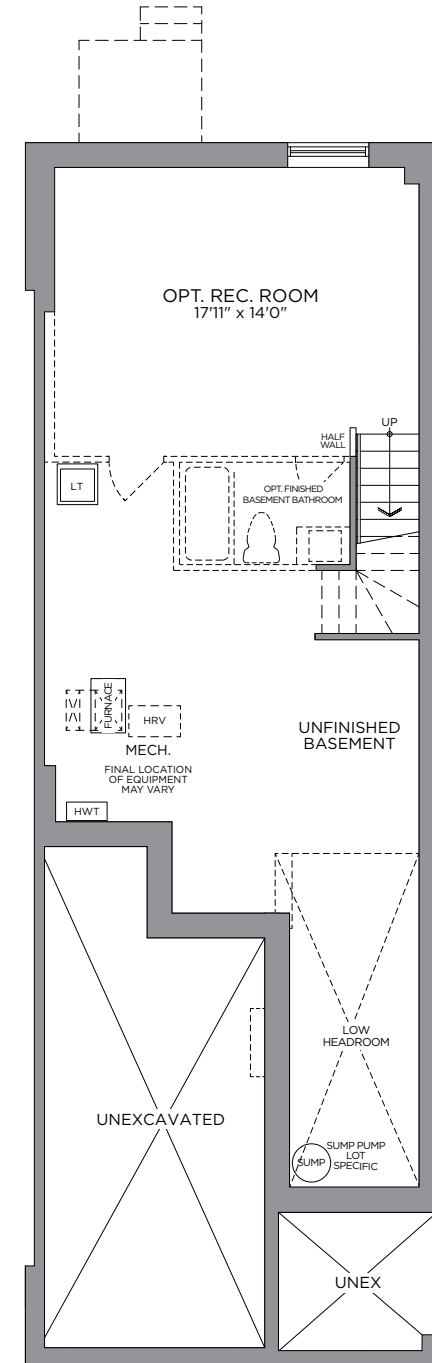 OPT. REC. ROOM
17'11" x 14'0"
UP
HALF
WALL
LT
OPT. FINISHED
BASEMENT BATHROOM
FURNACE
HRV
MECH.
FINAL LOCATION
OF EQUIPMENT
MAY VARY
HWT
UNFINISHED
BASEMENT
LOW
HEADROOM
UNEXCAVATED
SUMP
SUMP PUMP
LOT
SPECIFIC
UNEX